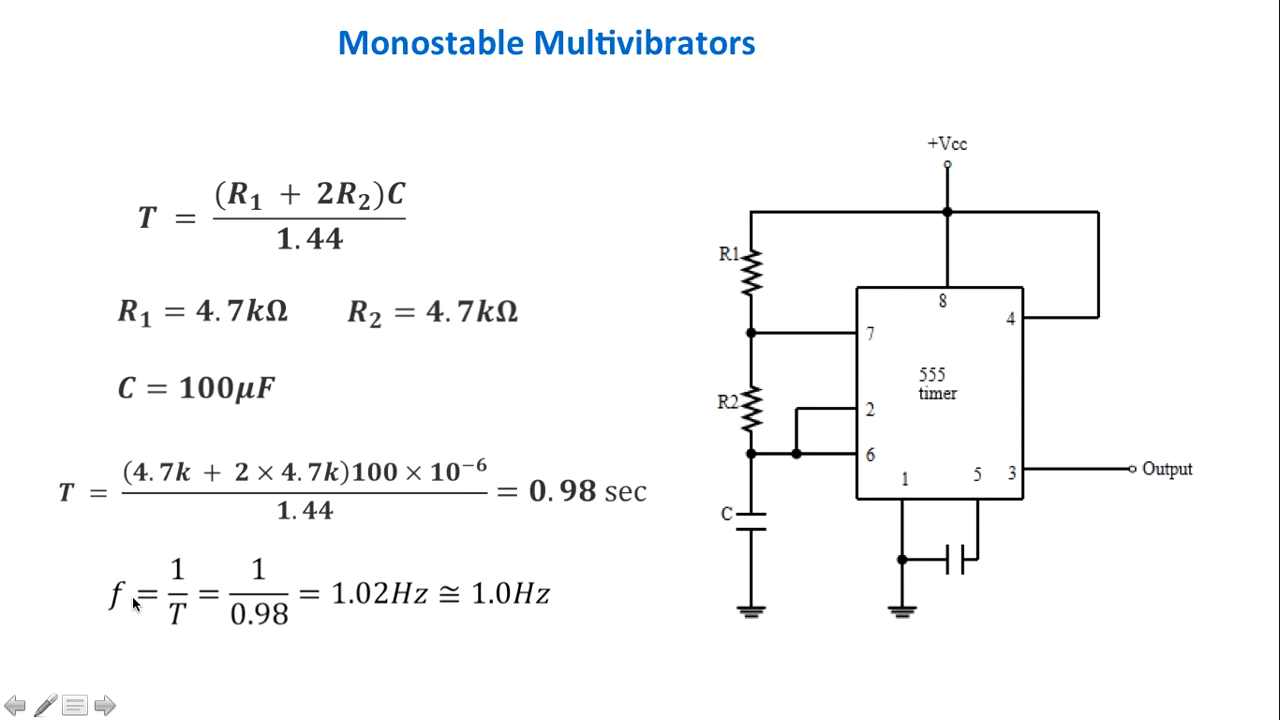 Monostable Multivibrators
T = (R₁ + 2R₂)C / 1.44
R₁ = 4.7kΩ R₂ = 4.7kΩ
C = 100μF
T = (4.7k + 2 × 4.7k)100 × 10⁻⁶ / 1.44 = 0.98 sec
f = 1/T = 1/0.98 = 1.02Hz ≅ 1.0Hz
+Vcc
R1
8
4
7
555
timer
R2
2
6
1
5
3
Output
C